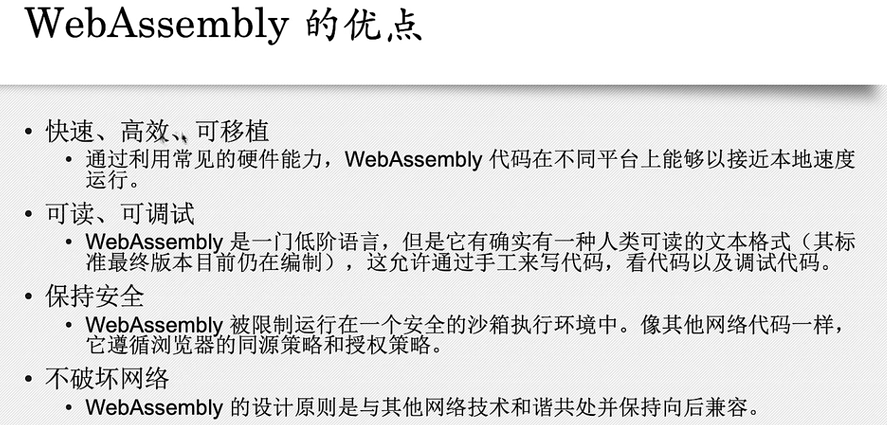 WebAssembly 的优点
• 快速、高效、可移植
• 通过利用常见的硬件能力，WebAssembly 代码在不同平台上能够以接近本地速度
运行。
• 可读、可调试
• WebAssembly 是一门低阶语言，但是它有确实有一种人类可读的文本格式（其标
准最终版本目前仍在编制），这允许通过手工来写代码，看代码以及调试代码。
• 保持安全
• WebAssembly 被限制运行在一个安全的沙箱执行环境中。像其他网络代码一样，
它遵循浏览器的同源策略和授权策略。
• 不破坏网络
• WebAssembly 的设计原则是与其他网络技术和谐共处并保持向后兼容。